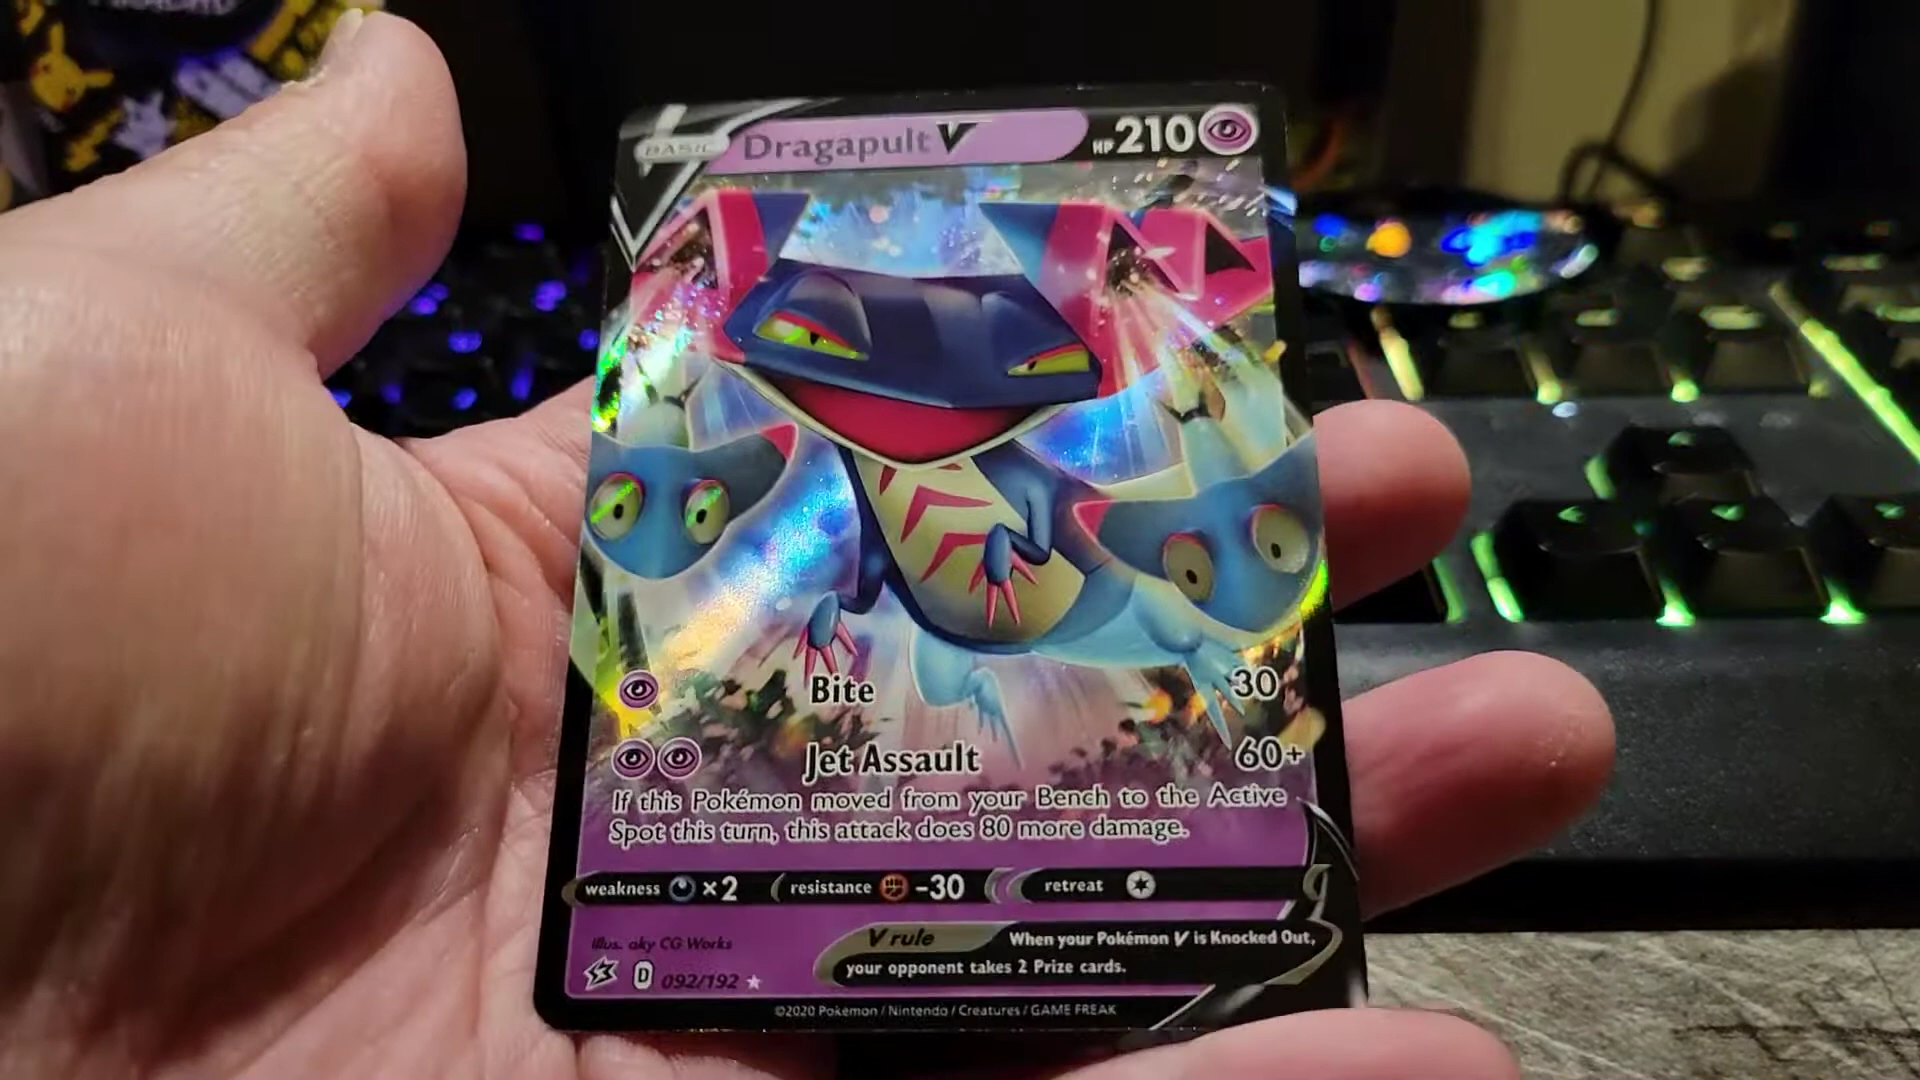 BASIC
Dragapult V
HP 210
Bite
30
Jet Assault
60+
If this Pokémon moved from your Bench to the Active
Spot this turn, this attack does 80 more damage.
weakness ×2
resistance -30
retreat
V rule
When your Pokémon V is Knocked Out,
your opponent takes 2 Prize cards.
Illus. aky CG Works
D 092/192
©2020 Pokémon / Nintendo / Creatures / GAME FREAK